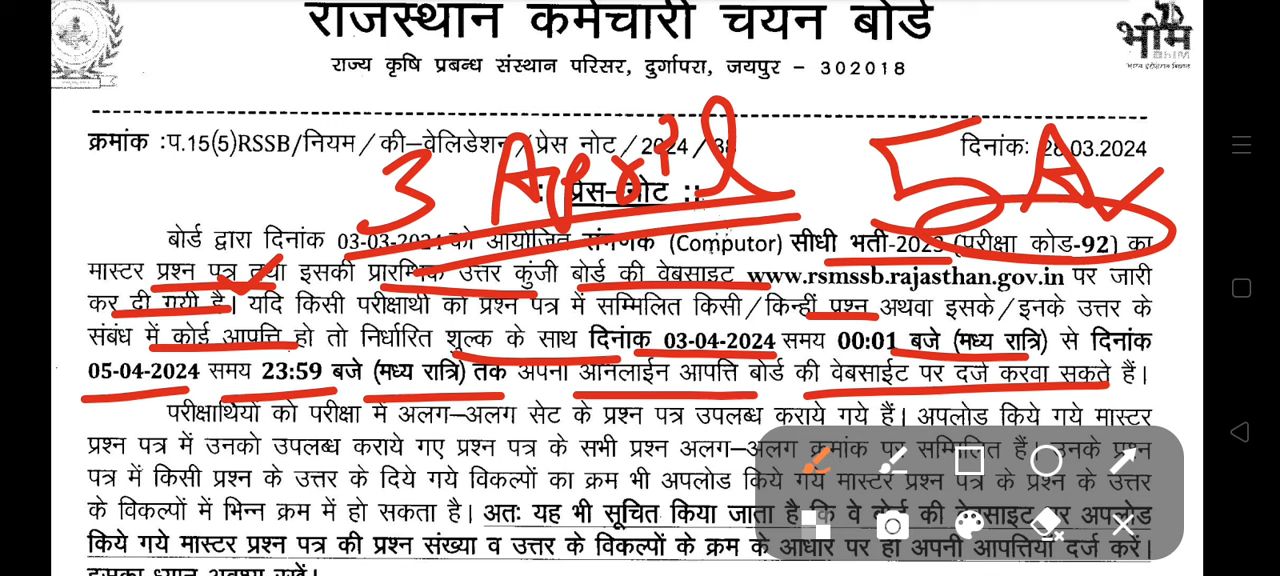 राजस्थान कर्मचारी चयन बोर्ड
राज्य कृषि प्रबन्ध संस्थान परिसर, दुर्गापुरा, जयपुर – 302018
भीम
BHIM
क्रमांक :प.15(5)RSSB/नियम/की–वेलिडेशन/प्रेस नोट/2024/38 दिनांक: 28.03.2024
3 April 5 A
:: प्रेस–नोट ::
बोर्ड द्वारा दिनांक 03-03-2024 को आयोजित संगणक (Computor) सीधी भर्ती-2023 (परीक्षा कोड-92) का
मास्टर प्रश्न पत्र तथा इसकी प्रारम्भिक उत्तर कुंजी बोर्ड की वेबसाइट www.rsmssb.rajasthan.gov.in पर जारी
कर दी गयी है। यदि किसी परीक्षार्थी को प्रश्न पत्र में सम्मिलित किसी/किन्हीं प्रश्न अथवा इसके/इनके उत्तर के
संबंध में कोई आपत्ति हो तो निर्धारित शुल्क के साथ दिनांक 03-04-2024 समय 00:01 बजे (मध्य रात्रि) से दिनांक
05-04-2024 समय 23:59 बजे (मध्य रात्रि) तक अपनी ऑनलाईन आपत्ति बोर्ड की वेबसाईट पर दर्ज करवा सकते हैं।
परीक्षार्थियों को परीक्षा में अलग–अलग सेट के प्रश्न पत्र उपलब्ध कराये गये हैं। अपलोड किये गये मास्टर
प्रश्न पत्र में उनको उपलब्ध कराये गए प्रश्न पत्र के सभी प्रश्न अलग–अलग क्रमांक पर सम्मिलित हैं। उनके प्रश्न
पत्र में किसी प्रश्न के उत्तर के दिये गये विकल्पों का क्रम भी अपलोड किये गये मास्टर प्रश्न पत्र के प्रश्न के उत्तर
के विकल्पों में भिन्न क्रम में हो सकता है। अतः यह भी सूचित किया जाता है कि वे बोर्ड की वेबसाइट पर अपलोड
किये गये मास्टर प्रश्न पत्र की प्रश्न संख्या व उत्तर के विकल्पों के क्रम के आधार पर ही अपनी आपत्तियां दर्ज करें।
इसका ध्यान अवश्य रखें।